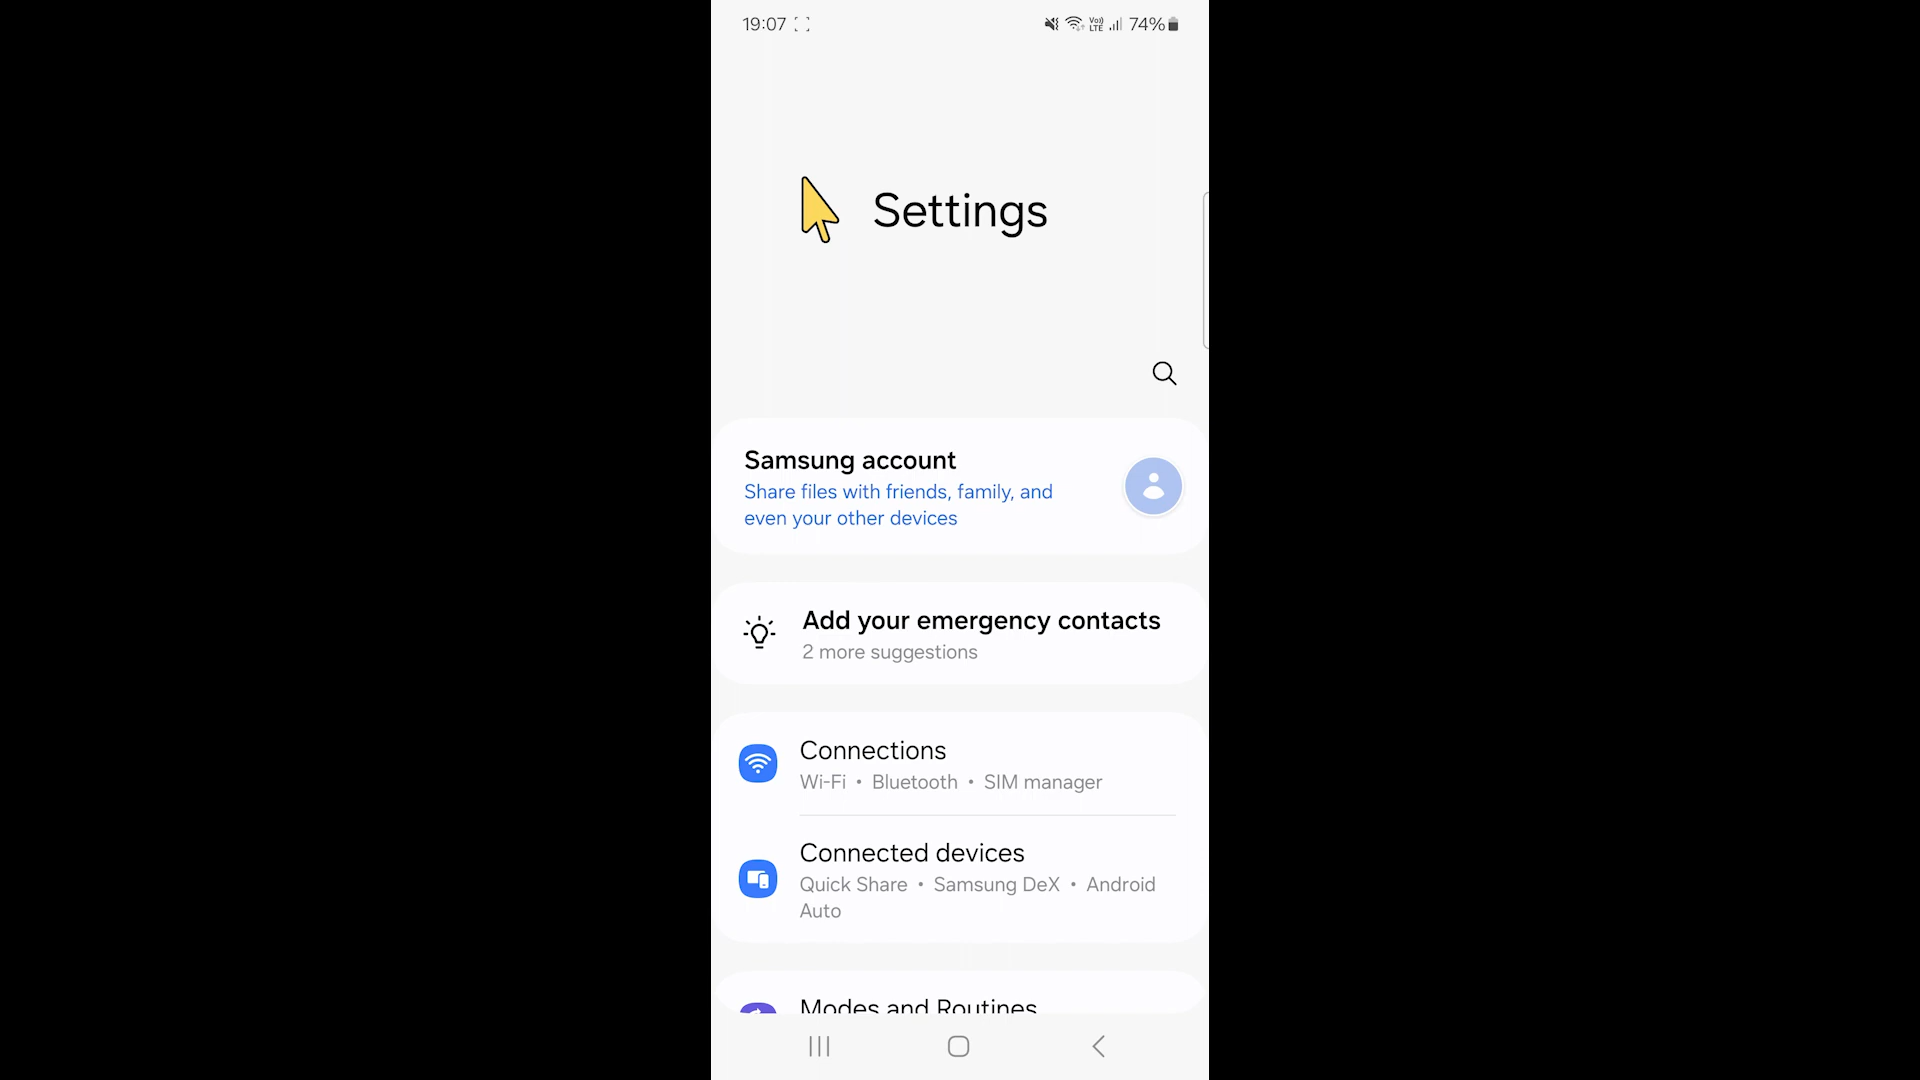 19:07
Vo))
LTE
74%
Settings
Samsung account
Share files with friends, family, and
even your other devices
Add your emergency contacts
2 more suggestions
Connections
Wi-Fi • Bluetooth • SIM manager
Connected devices
Quick Share • Samsung DeX • Android
Auto
Modes and Routines